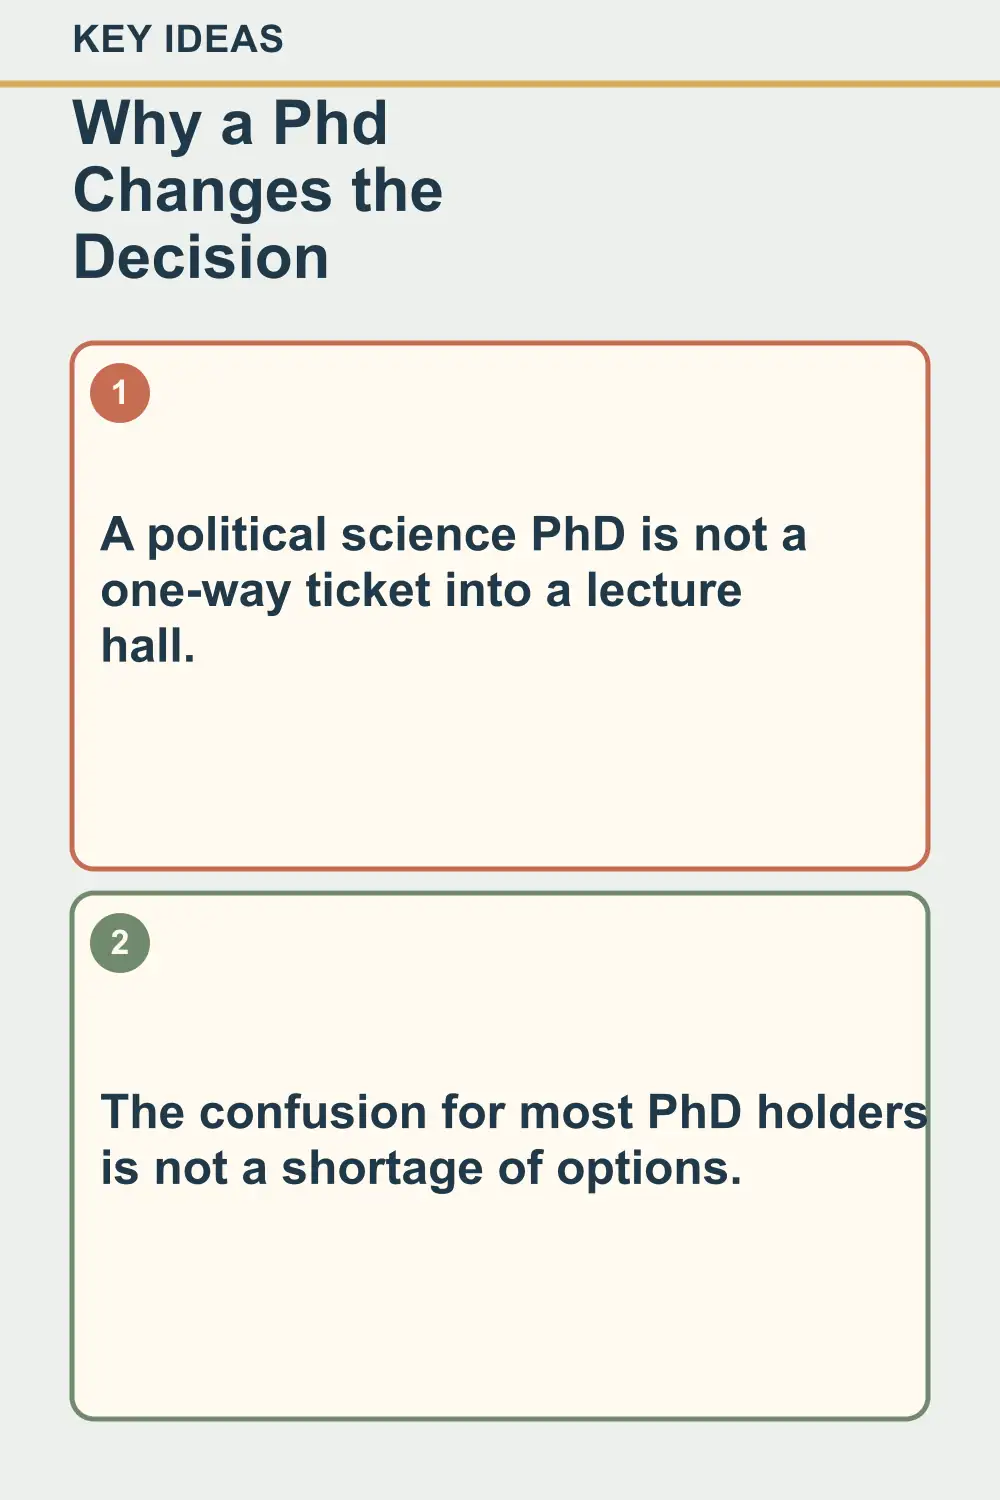 KEY IDEAS
Why a Phd
Changes the
Decision
1
A political science PhD is not a
one-way ticket into a lecture
hall.
2
The confusion for most PhD holders
is not a shortage of options.